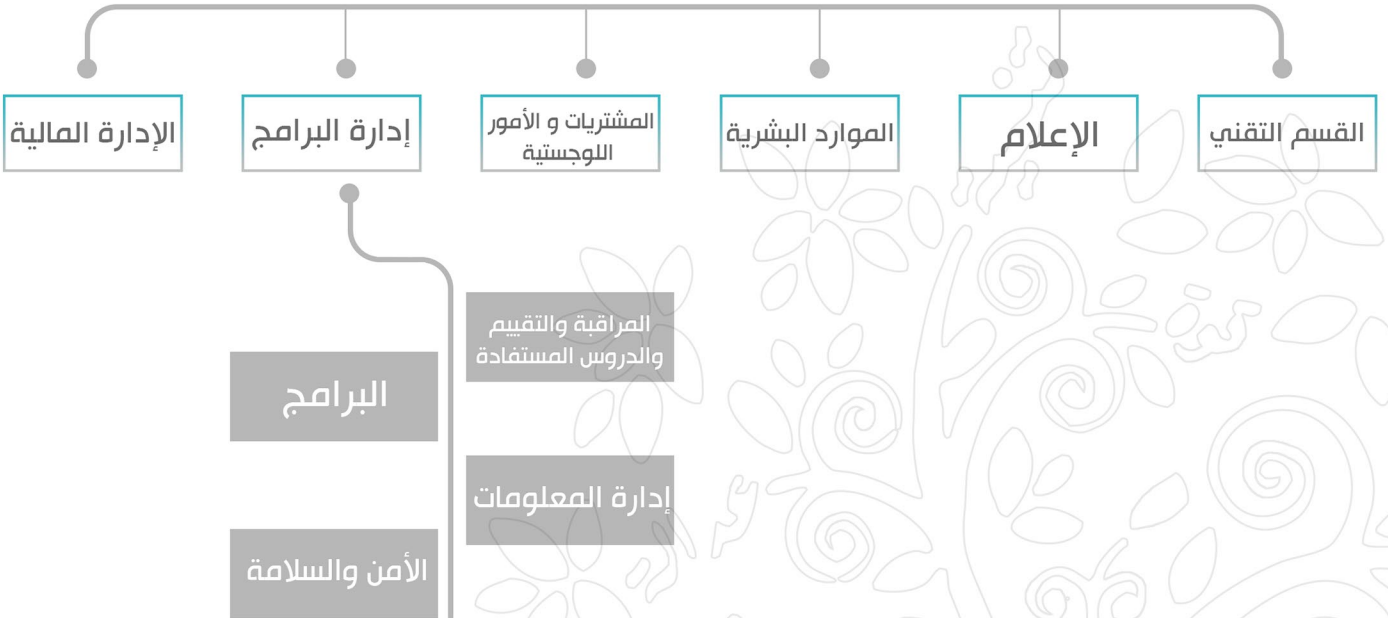 القسم التقني
الإعلام
الموارد البشرية
المشتريات و الأمور
اللوجستية
إدارة البرامج
الإدارة المالية
المراقبة والتقييم
والدروس المستفادة
البرامج
إدارة المعلومات
الأمن والسلامة